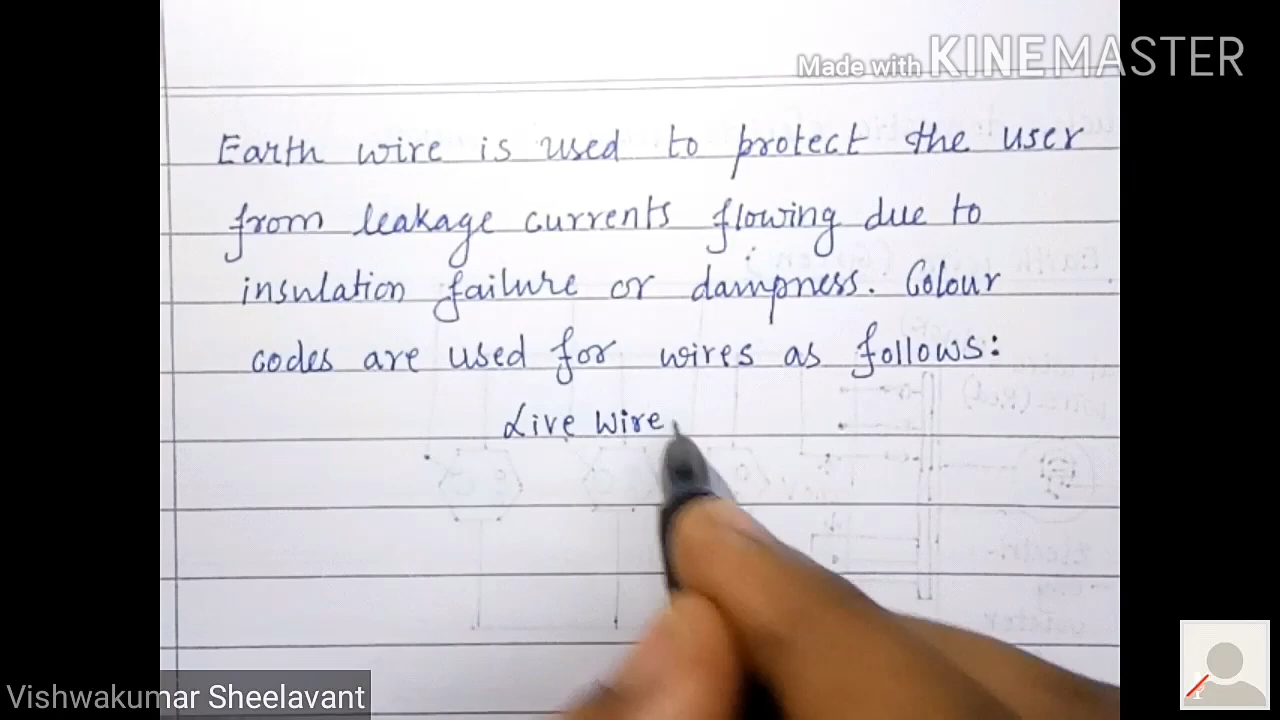 Made with KINEMASTER
Earth wire is used to protect the user
from leakage currents flowing due to
insulation failure or dampness. Colour
codes are used for wires as follows:
Live wire
Vishwakumar Sheelavant